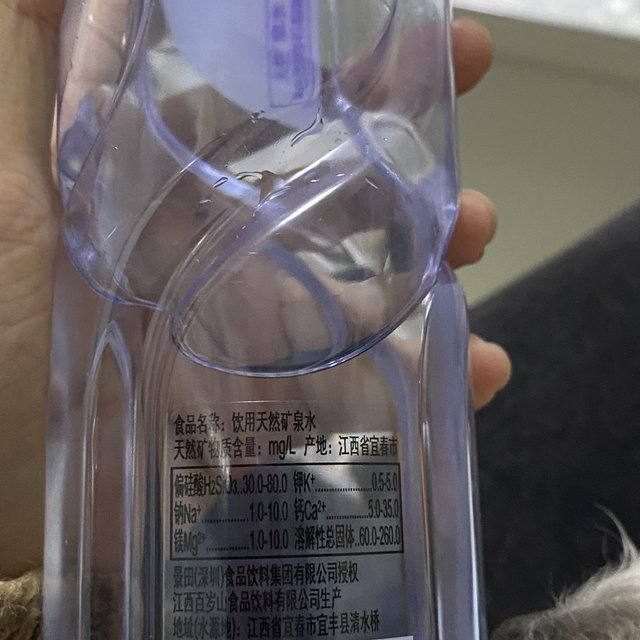 食品名称：饮用天然矿泉水
天然矿物质含量：mg/L 产地：江西省宜春市
偏硅酸H₂SiO₃..30.0-80.0 钾K⁺..............0.5-5.0
钠Na⁺..............1.0-10.0 钙Ca²⁺..........5.0-35.0
镁Mg²⁺...........1.0-10.0 溶解性总固体..60.0-260.0
景田(深圳)食品饮料集团有限公司授权
江西百岁山食品饮料有限公司生产
地址(水源地)：江西省宜春市宜丰县清水桥